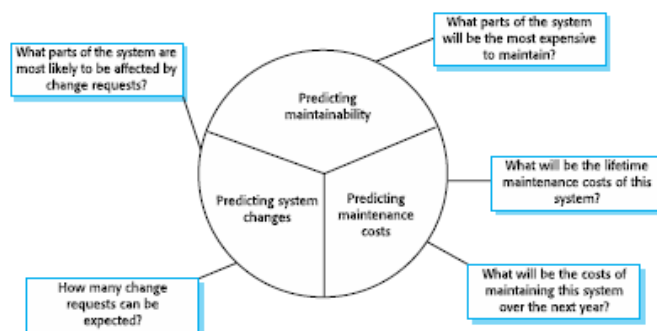 What parts of the system
will be the most expensive
to maintain?
What parts of the system are
most likely to be affected by
change requests?
Predicting
maintainability
What will be the lifetime
maintenance costs of this
system?
Predicting system
changes
Predicting
maintenance
costs
What will be the costs of
maintaining this system
over the next year?
How many change
requests can be
expected?